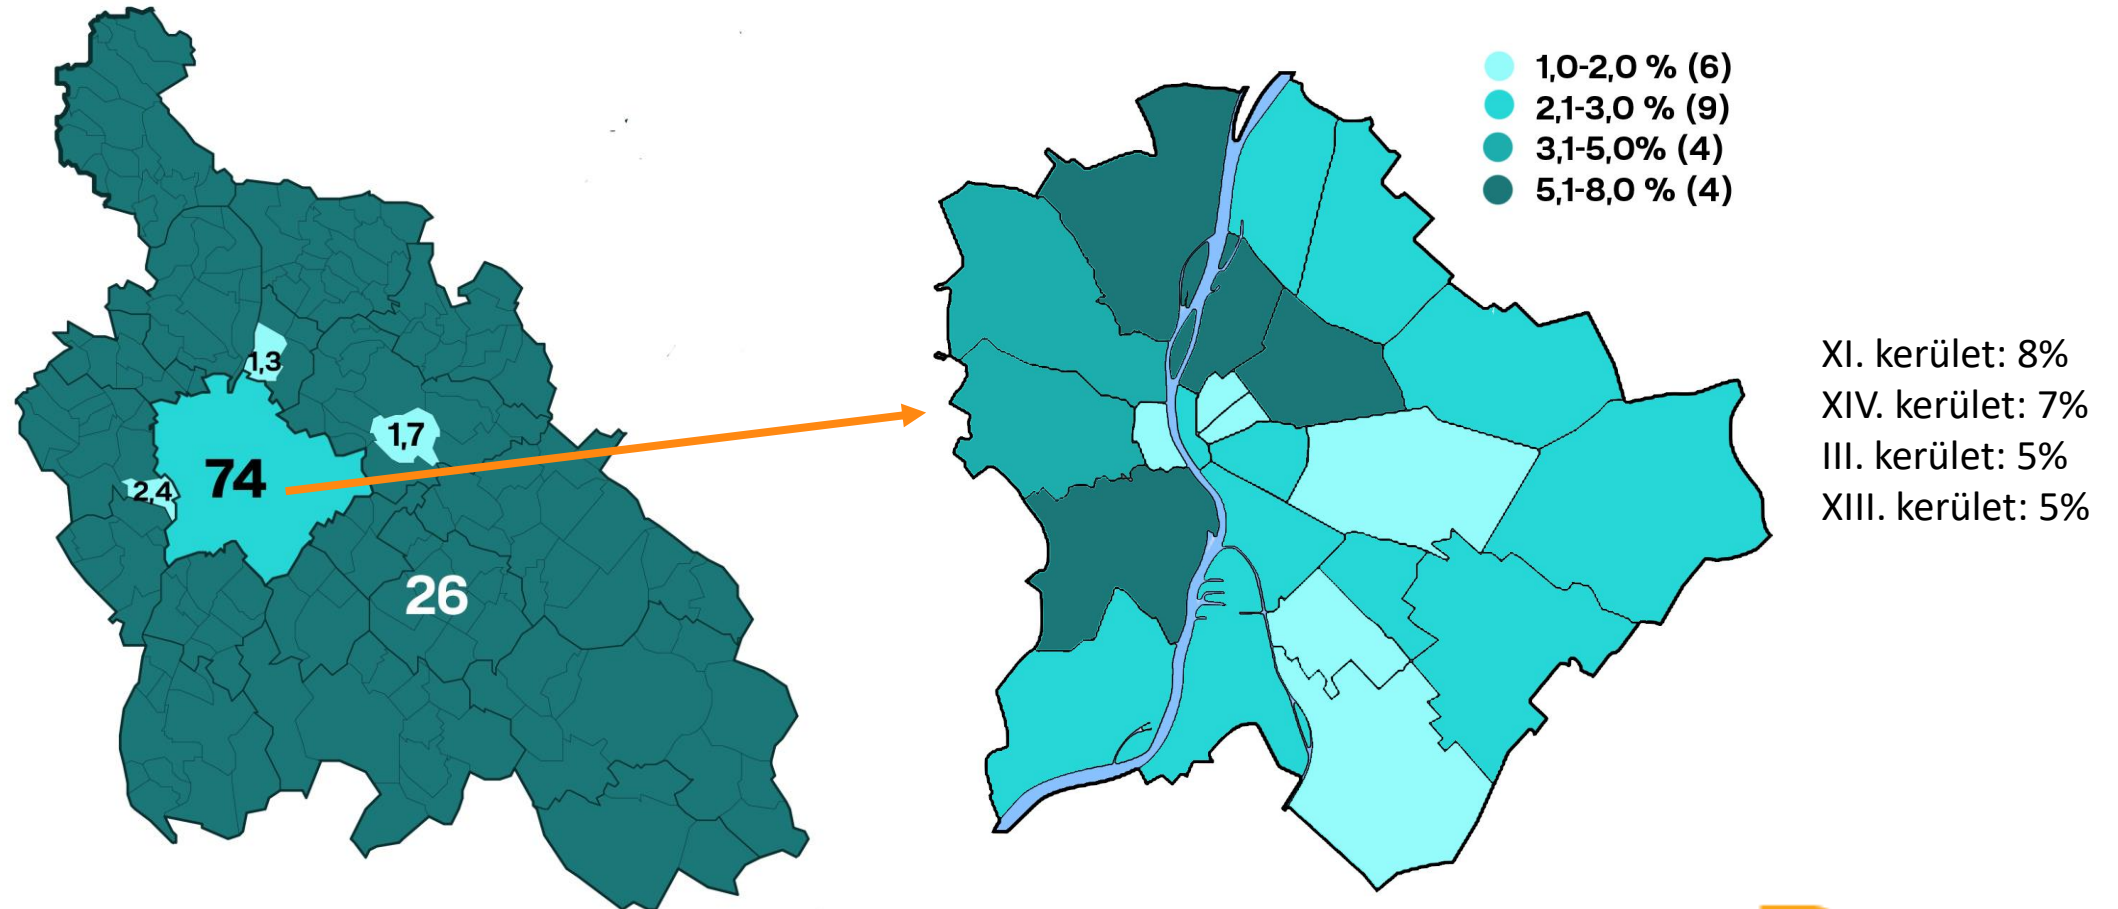 1,3
1,7
2,4
74
26
1,0-2,0 % (6)
2,1-3,0 % (9)
3,1-5,0% (4)
5,1-8,0 % (4)
XI. kerület: 8%
XIV. kerület: 7%
III. kerület: 5%
XIII. kerület: 5%